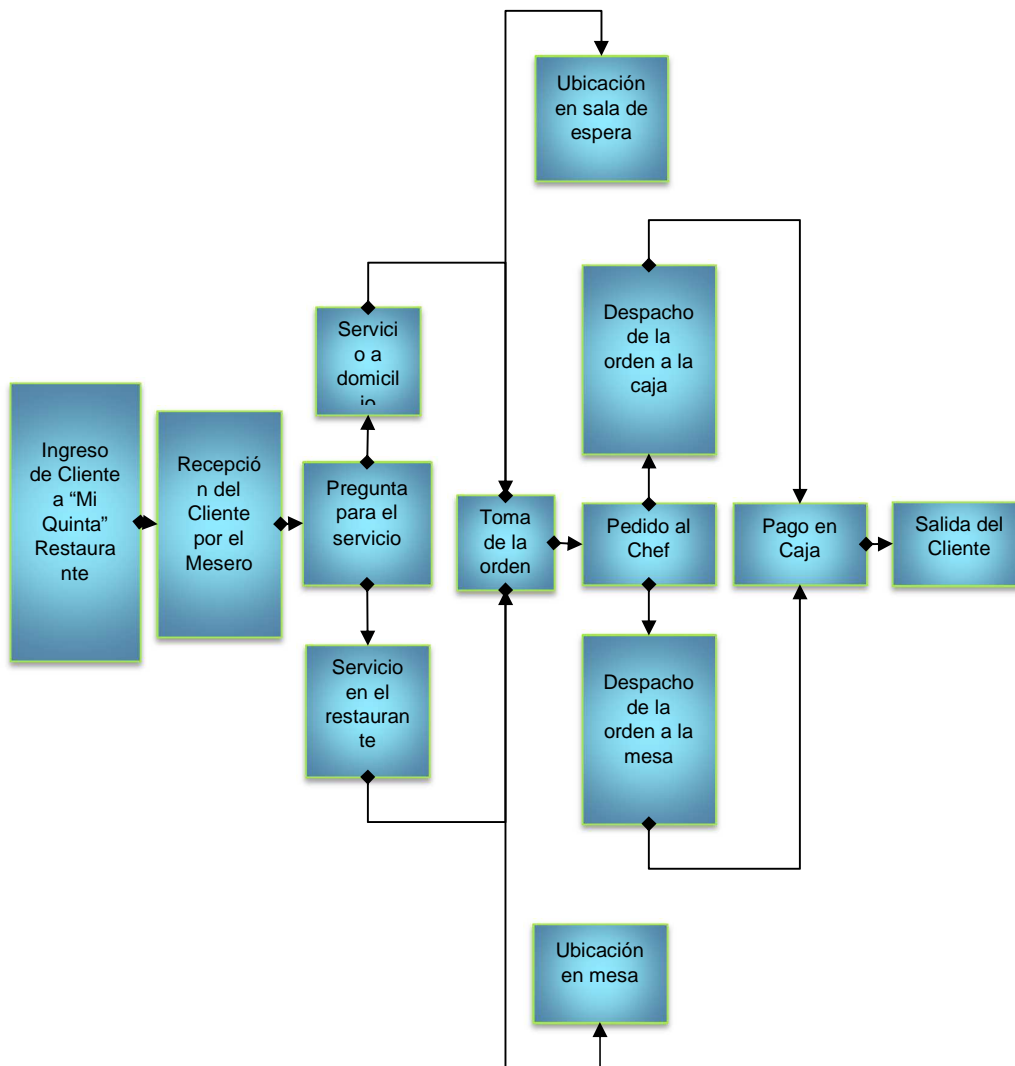 Ubicación
en sala de
espera
Servici
o a
domicil
io
Despacho
de la
orden a la
caja
Ingreso
de Cliente
a “Mi
Quinta”
Restaura
nte
Recepció
n del
Cliente
por el
Mesero
Pregunta
para el
servicio
Toma
de la
orden
Pedido al
Chef
Pago en
Caja
Salida del
Cliente
Servicio
en el
restauran
te
Despacho
de la
orden a la
mesa
Ubicación
en mesa